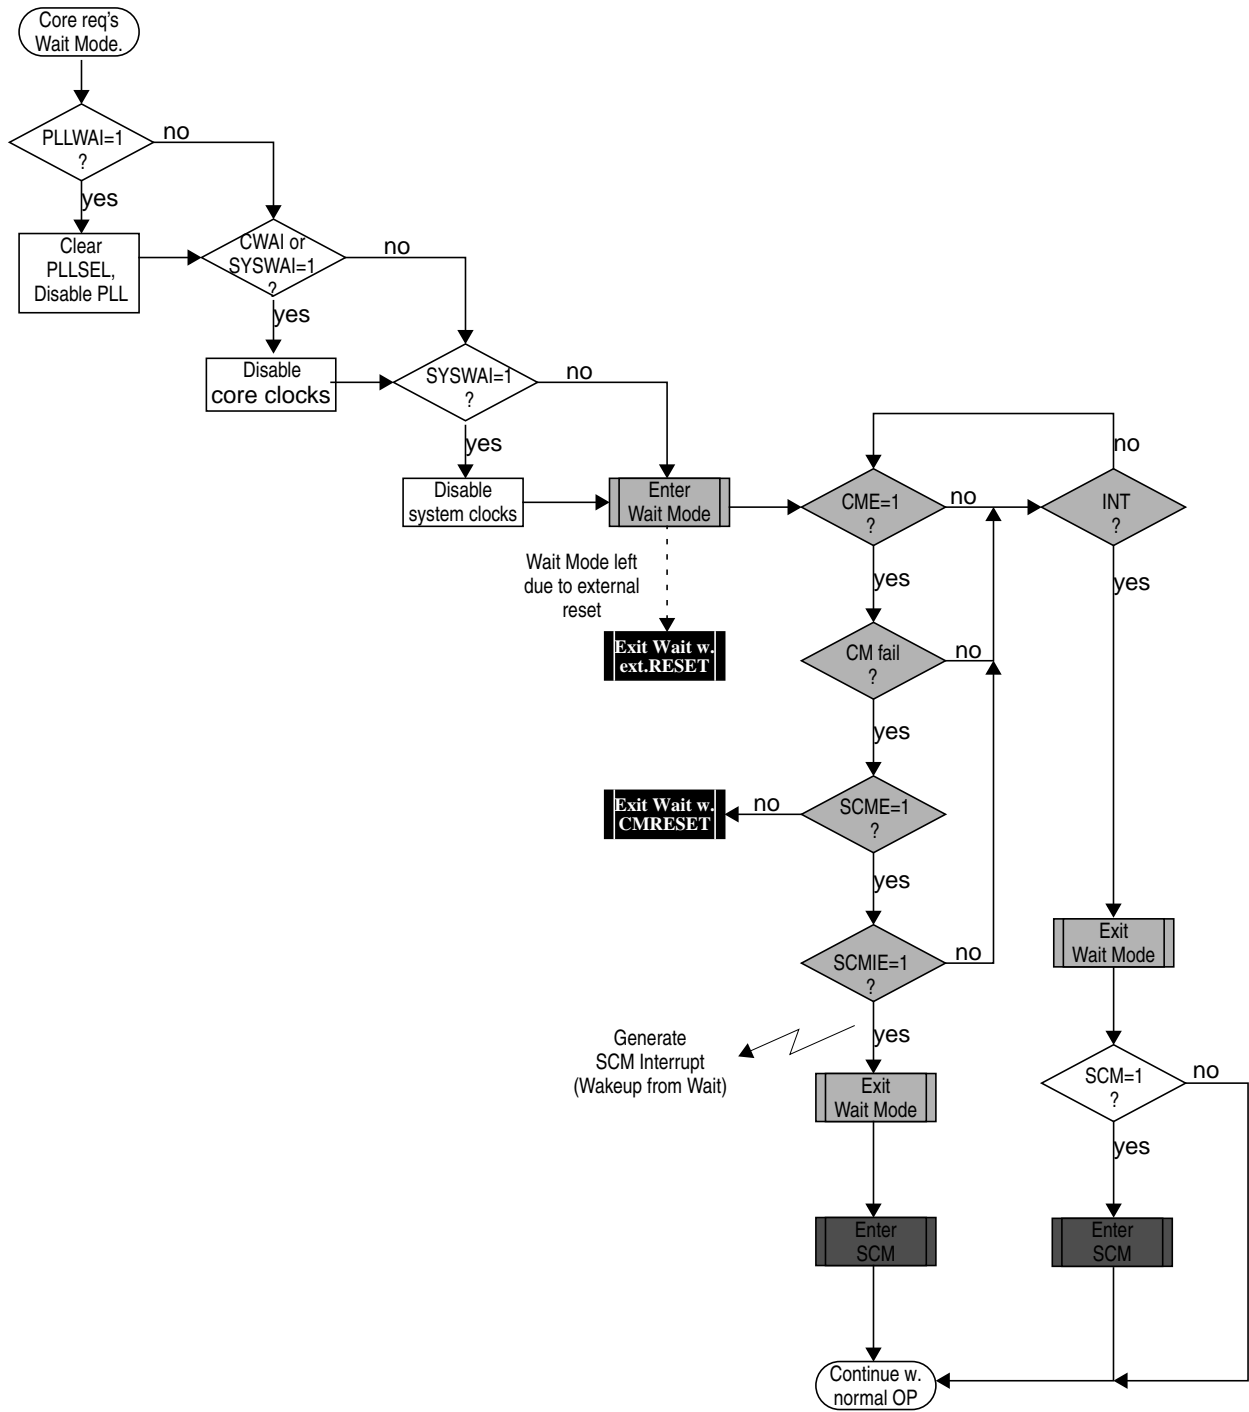 Core req's
Wait Mode.
PLLWAI=1
?
no
yes
Clear
PLLSEL,
Disable PLL
CWAI or
SYSWAI=1
?
no
yes
Disable
core clocks
SYSWAI=1
?
no
yes
Disable
system clocks
Enter
Wait Mode
Wait Mode left
due to external
reset
Exit Wait w.
ext.RESET
CME=1
?
no
yes
INT
?
no
yes
CM fail
?
no
yes
SCME=1
?
no
yes
Exit Wait w.
CMRESET
SCMIE=1
?
no
yes
Generate
SCM Interrupt
(Wakeup from Wait)
Exit
Wait Mode
Enter
SCM
Exit
Wait Mode
SCM=1
?
no
yes
Enter
SCM
Continue w.
normal OP